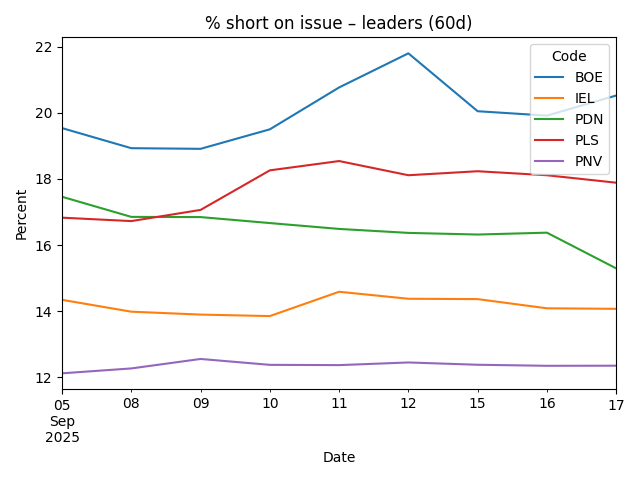 % short on issue – leaders (60d)
Percent
22
20
18
16
14
12
Code
BOE
IEL
PDN
PLS
PNV
05 08 09 10 11 12 15 16 17
Sep
2025
Date